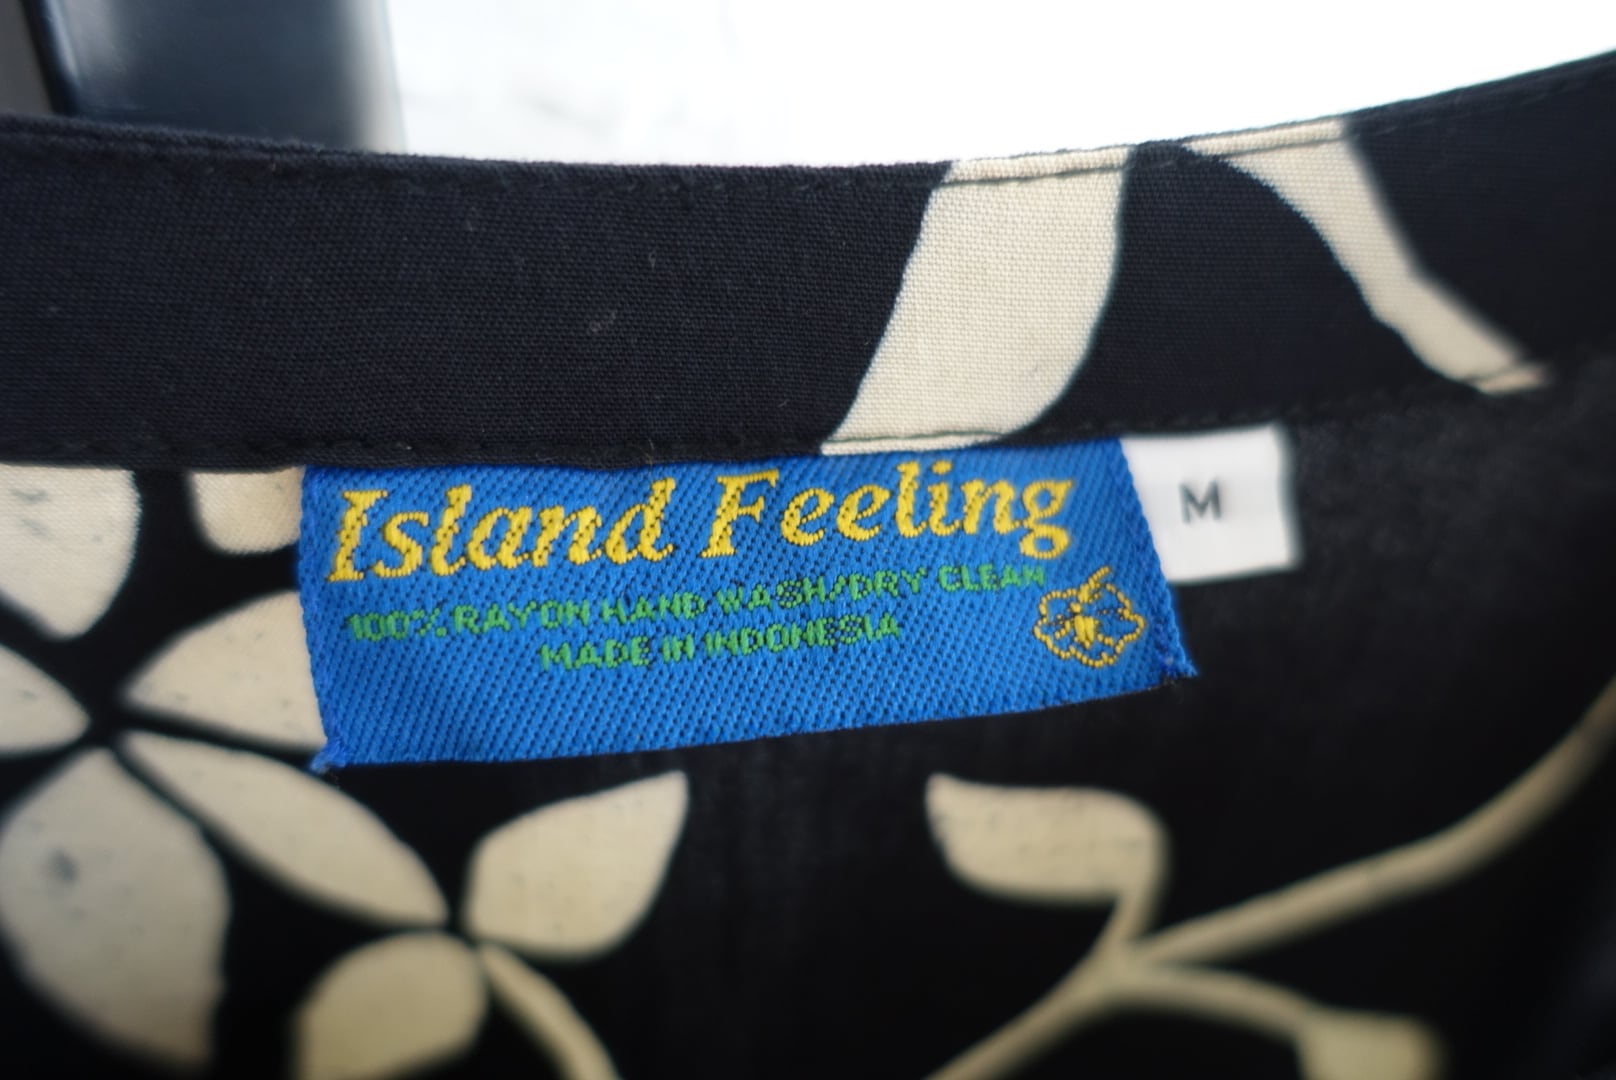 Island Feeling
100% RAYON HAND WASH/DRY CLEAN
MADE IN INDONESIA
M